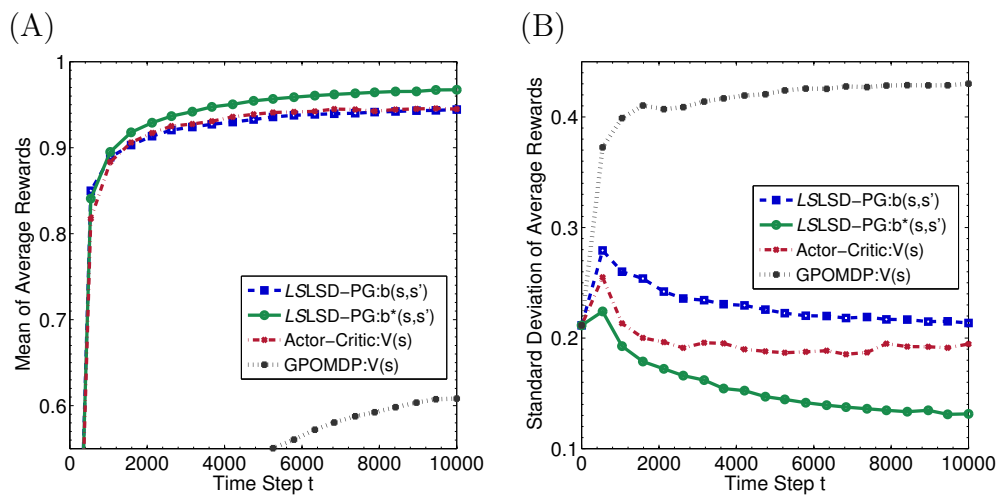 (A)
1
0.9
0.8
0.7
0.6
Mean of Average Rewards
LSLSD-PG:b(s,s')
LSLSD-PG:b*(s,s')
Actor-Critic:V(s)
GPOMDP:V(s)
0 2000 4000 6000 8000 10000
Time Step t
(B)
0.4
0.3
0.2
0.1
Standard Deviation of Average Rewards
LSLSD-PG:b(s,s')
LSLSD-PG:b*(s,s')
Actor-Critic:V(s)
GPOMDP:V(s)
0 2000 4000 6000 8000 10000
Time Step t